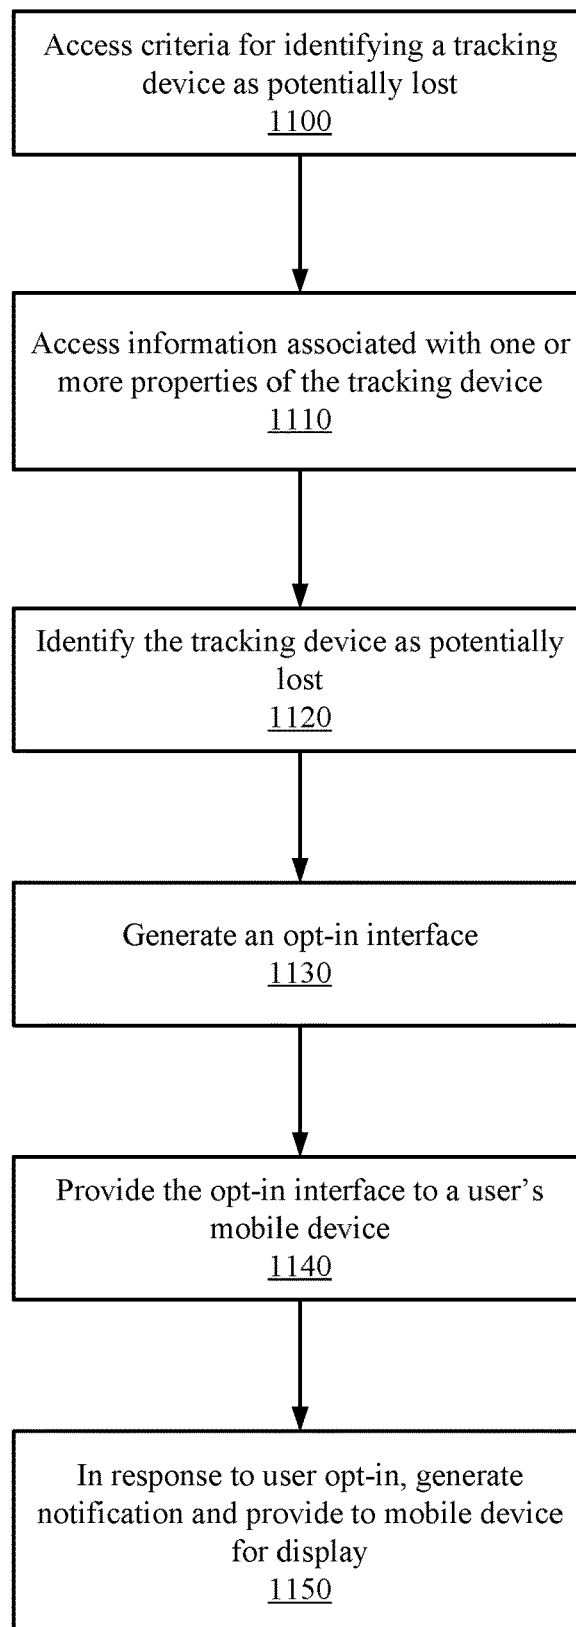 Access criteria for identifying a tracking
device as potentially lost
1100
Access information associated with one or
more properties of the tracking device
1110
Identify the tracking device as potentially
lost
1120
Generate an opt-in interface
1130
Provide the opt-in interface to a user's
mobile device
1140
In response to user opt-in, generate
notification and provide to mobile device
for display
1150